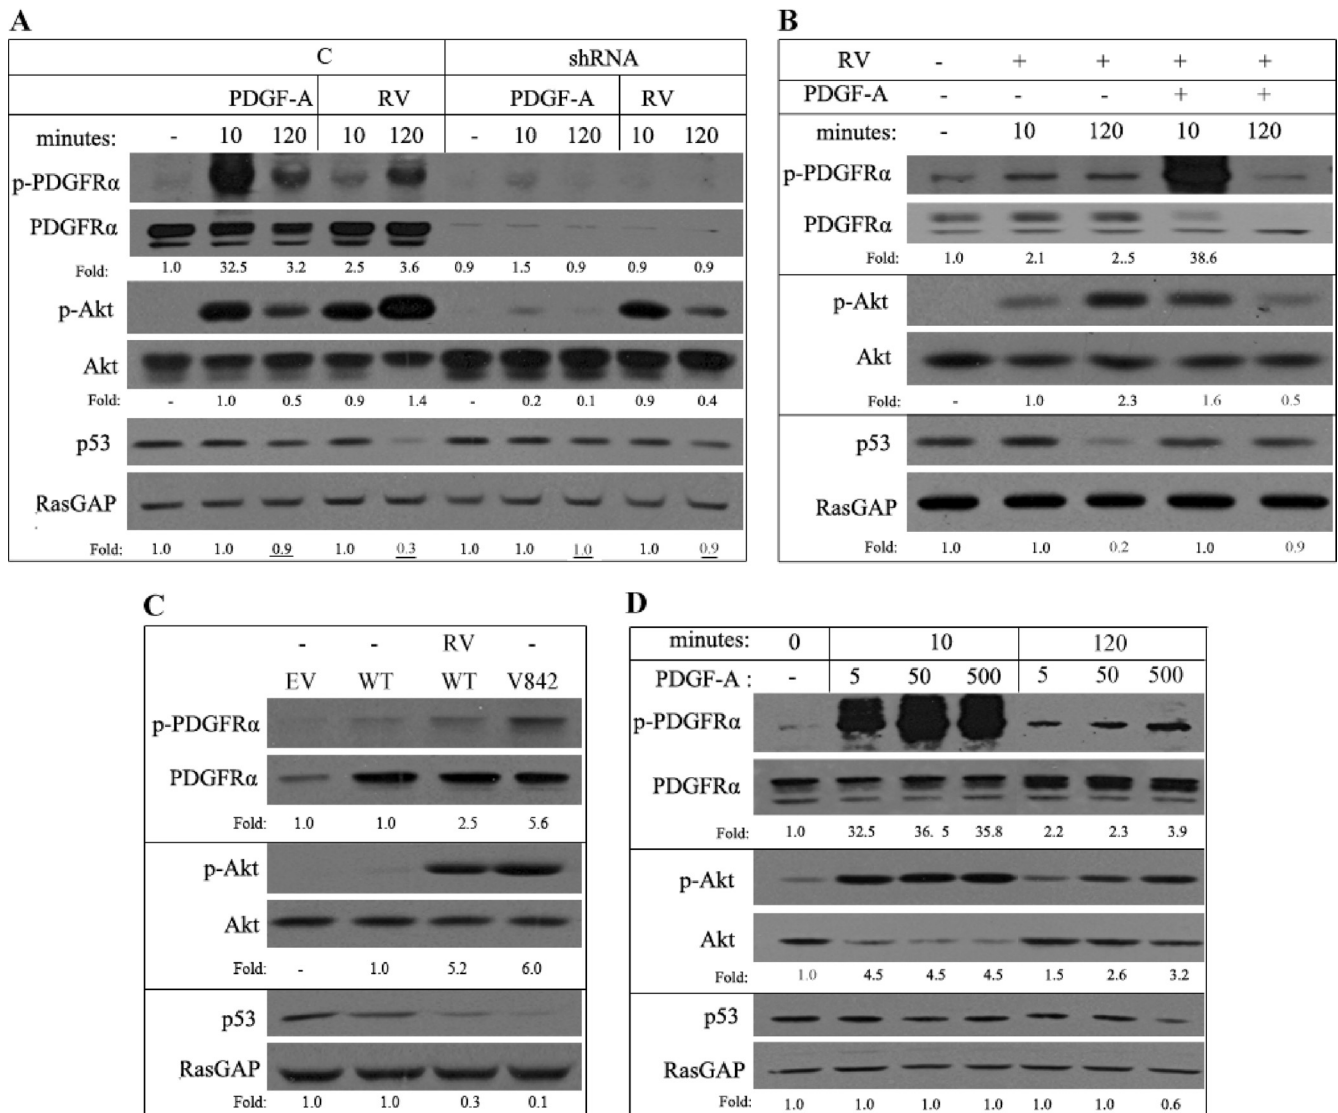 A
C shRNA
PDGF-A RV PDGF-A RV
minutes: - 10 120 10 120 - 10 120 10 120
p-PDGFRα
PDGFRα
Fold: 1.0 32.5 3.2 2.5 3.6 0.9 1.5 0.9 0.9 0.9
p-Akt
Akt
Fold: - 1.0 0.5 0.9 1.4 - 0.2 0.1 0.9 0.4
p53
RasGAP
Fold: 1.0 1.0 0.9 1.0 0.3 1.0 1.0 1.0 1.0 0.9
B
RV - + + + +
PDGF-A - - - + +
minutes: - 10 120 10 120
p-PDGFRα
PDGFRα
Fold: 1.0 2.1 2..5 38.6
p-Akt
Akt
Fold: - 1.0 2.3 1.6 0.5
p53
RasGAP
Fold: 1.0 1.0 0.2 1.0 0.9
C
- - RV -
EV WT WT V842
p-PDGFRα
PDGFRα
Fold: 1.0 1.0 2.5 5.6
p-Akt
Akt
Fold: - 1.0 5.2 6.0
p53
RasGAP
Fold: 1.0 1.0 0.3 0.1
D
minutes: 0 10 120
PDGF-A : - 5 50 500 5 50 500
p-PDGFRα
PDGFRα
Fold: 1.0 32.5 36. 5 35.8 2.2 2.3 3.9
p-Akt
Akt
Fold: 1.0 4.5 4.5 4.5 1.5 2.6 3.2
p53
RasGAP
Fold: 1.0 1.0 1.0 1.0 1.0 1.0 0.6